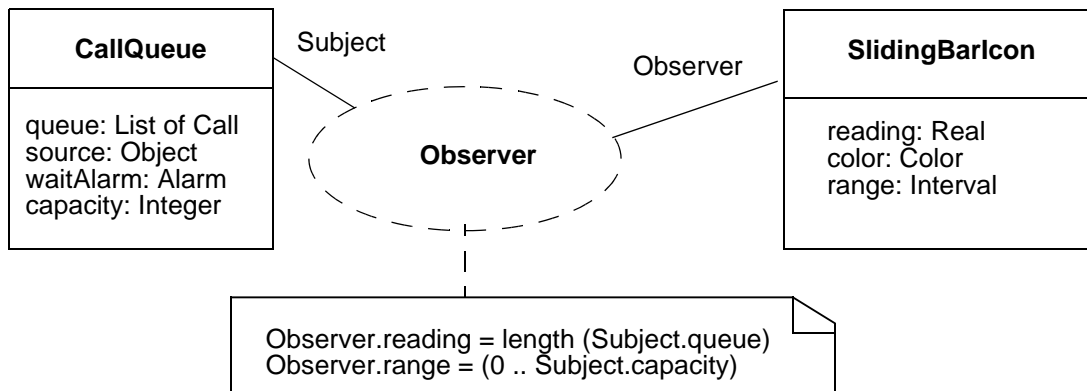 CallQueue
queue: List of Call
source: Object
waitAlarm: Alarm
capacity: Integer
Subject
Observer
Observer
SlidingBarIcon
reading: Real
color: Color
range: Interval
Observer.reading = length (Subject.queue)
Observer.range = (0 .. Subject.capacity)